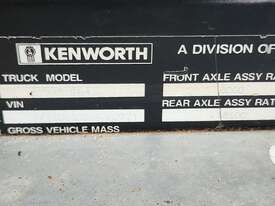 KENWORTH
A DIVISION OF
TRUCK MODEL
FRONT AXLE ASSY RA
VIN
REAR AXLE ASSY RAT
GROSS VEHICLE MASS